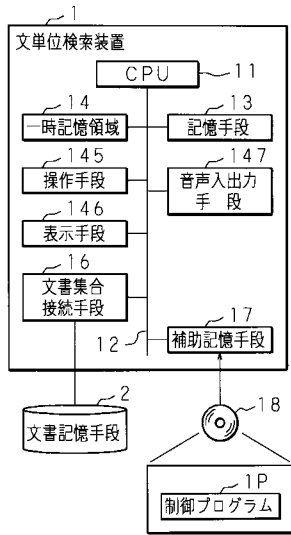 1
文単位検索装置
CPU
11
14
一時記憶領域
13
記憶手段
145
操作手段
147
音声入出力
手 段
146
表示手段
16
文書集合
接続手段
12
17
補助記憶手段
2
文書記憶手段
18
1P
制御プログラム